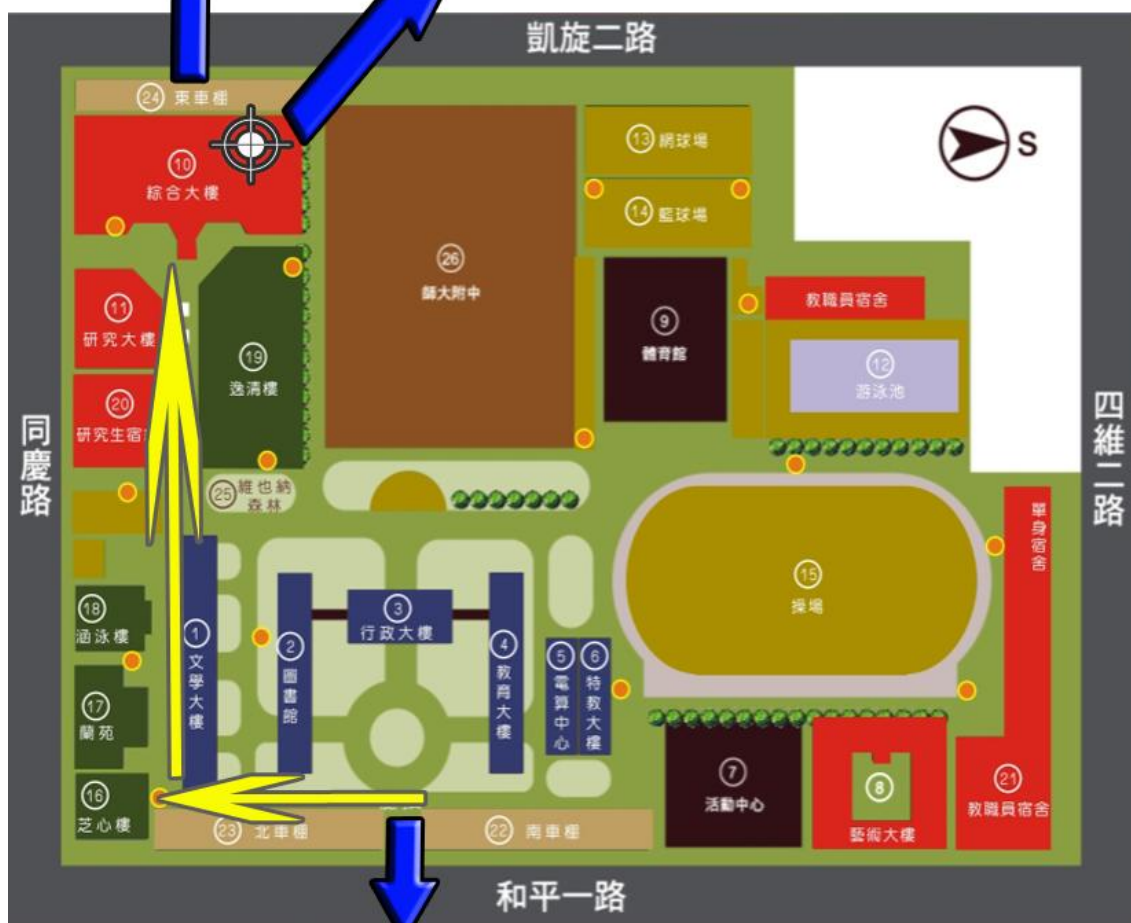 凱旋二路
24 東車棚
10
綜合大樓
13 網球場
14 籃球場
S
26
師大附中
11
研究大樓
19
逸清樓
9
體育館
教職員宿舍
12
游泳池
20
研究生宿
25 維也納
森林
同慶路
四維二路
單身宿舍
15
操場
18
涵泳樓
1 文學大樓
2 圖書館
3
行政大樓
4 教育大樓
5 電算中心
6 特教大樓
17
蘭苑
16
芝心樓
7
活動中心
8
藝術大樓
21
教職員宿舍
23 北車棚
22 南車棚
和平一路